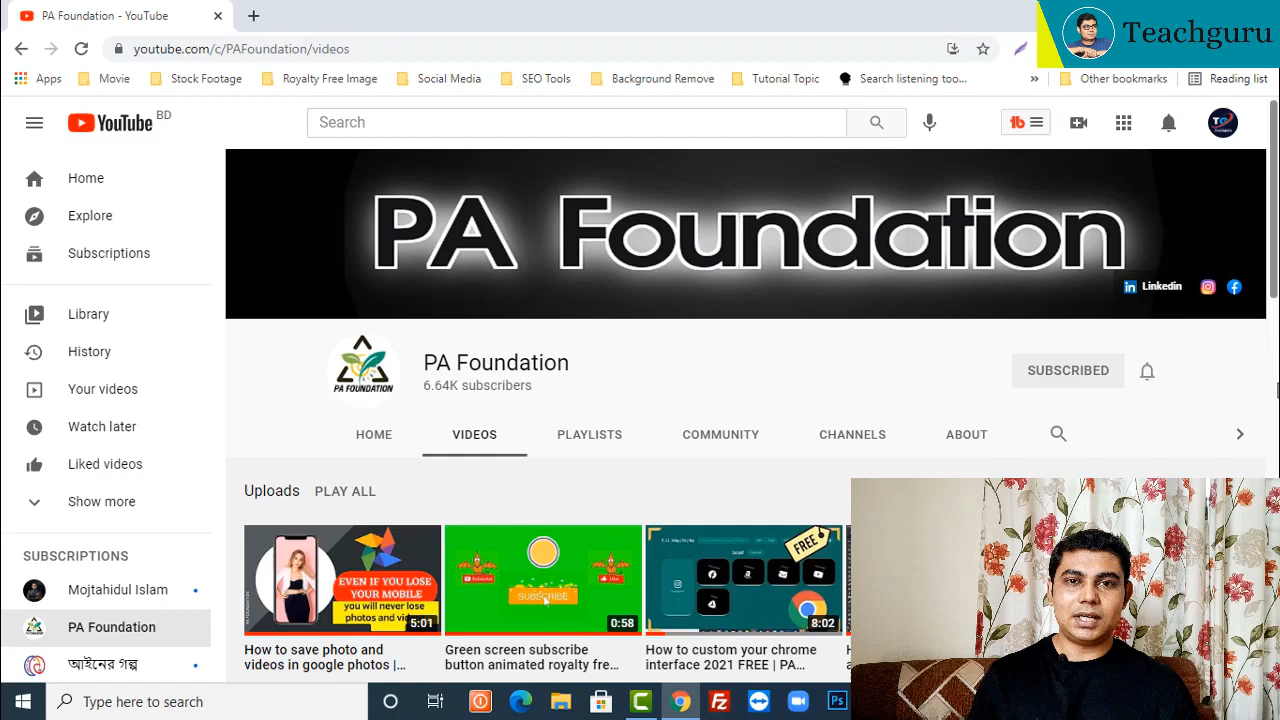 PA Foundation - YouTube
Teachguru
youtube.com/c/PAFoundation/videos
Apps Movie Stock Footage Royalty Free Image Social Media SEO Tools Background Remove Tutorial Topic Search listening too... » Other bookmarks Reading list
YouTube BD
Search
TG
Home
Explore
Subscriptions
Library
History
Your videos
Watch later
Liked videos
Show more
SUBSCRIPTIONS
Mojtahidul Islam
PA Foundation
আইনের গল্প
PA Foundation
Linkedin
PA FOUNDATION
PA Foundation
6.64K subscribers
SUBSCRIBED
HOME VIDEOS PLAYLISTS COMMUNITY CHANNELS ABOUT
Uploads PLAY ALL
EVEN IF YOU LOSE
YOUR MOBILE
you will never lose
photos and vid
5:01
Subscribe
Like
SUBSCRIBE
0:58
FREE
8:02
How to save photo and
videos in google photos |...
Green screen subscribe
button animated royalty fre...
How to custom your chrome
interface 2021 FREE | PA...
Type here to search
Ps